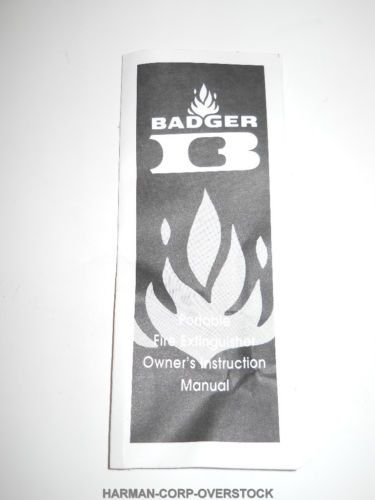 BADGER
B
Portable
Fire Extinguisher
Owner's Instruction
Manual
HARMAN-CORP-OVERSTOCK